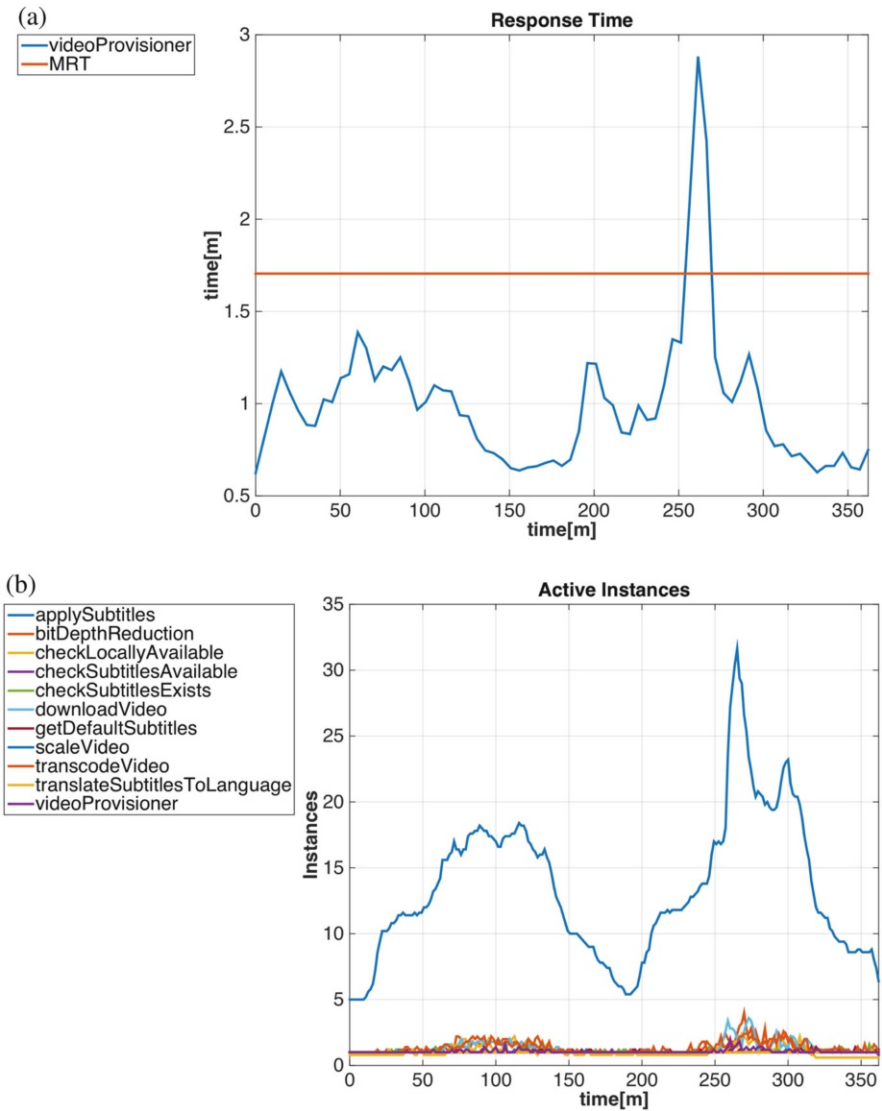 (a)
videoProvisioner
MRT
Response Time
3
2.5
2
1.5
1
0.5
time[m]
0 50 100 150 200 250 300 350
time[m]
(b)
applySubtitles
bitDepthReduction
checkLocallyAvailable
checkSubtitlesAvailable
checkSubtitlesExists
downloadVideo
getDefaultSubtitles
scaleVideo
transcodeVideo
translateSubtitlesToLanguage
videoProvisioner
Active Instances
35
30
25
20
15
10
5
0
Instances
0 50 100 150 200 250 300 350
time[m]